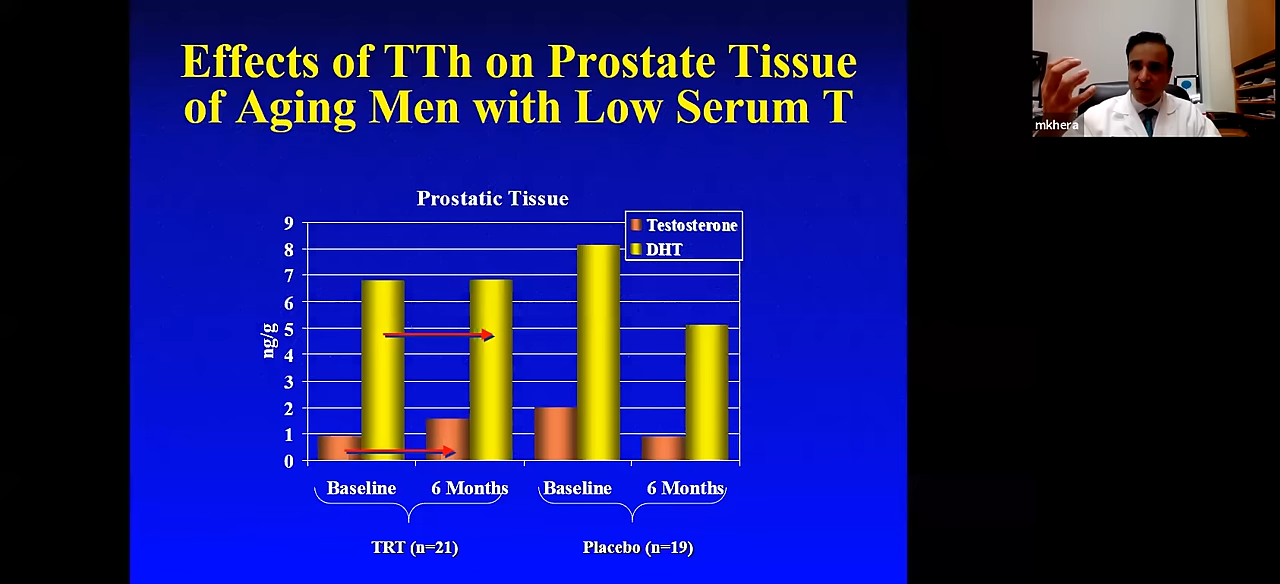 Effects of TTh on Prostate Tissue
of Aging Men with Low Serum T
mkhera
Prostatic Tissue
Testosterone
DHT
ng/g
9
8
7
6
5
4
3
2
1
0
Baseline
6 Months
Baseline
6 Months
TRT (n=21)
Placebo (n=19)